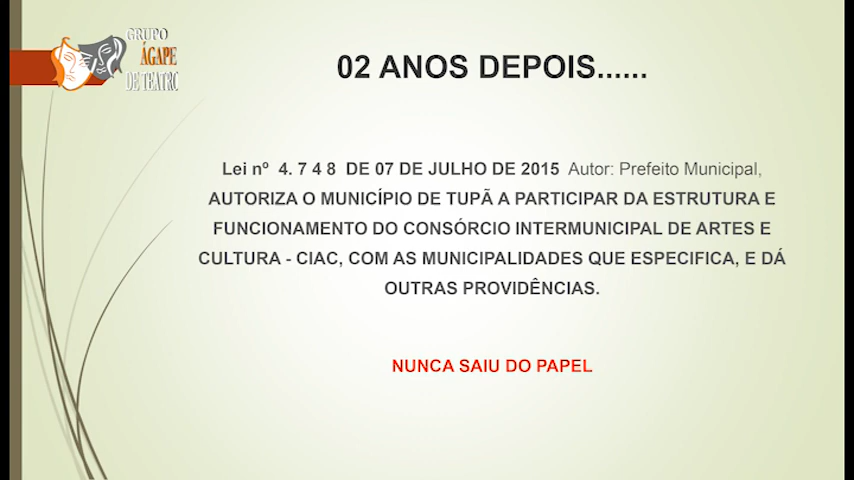 GRUPO
ÁGAPE
DE TEATRO
02 ANOS DEPOIS......
Lei nº 4. 7 4 8 DE 07 DE JULHO DE 2015 Autor: Prefeito Municipal,
AUTORIZA O MUNICÍPIO DE TUPÃ A PARTICIPAR DA ESTRUTURA E
FUNCIONAMENTO DO CONSÓRCIO INTERMUNICIPAL DE ARTES E
CULTURA - CIAC, COM AS MUNICIPALIDADES QUE ESPECIFICA, E DÁ
OUTRAS PROVIDÊNCIAS.
NUNCA SAIU DO PAPEL